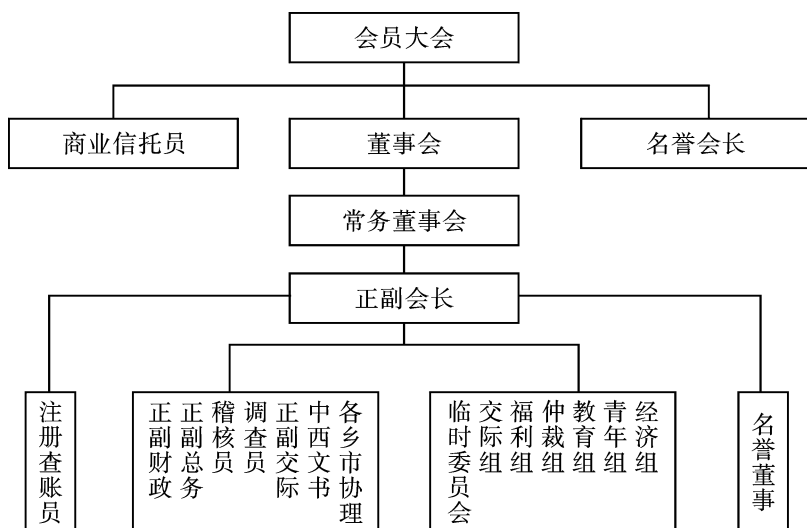 会员大会
商业信托员
董事会
名誉会长
常务董事会
正副会长
注册查账员
正副财政
正副总务
稽核员
调查员
正副交际
中西文书
各乡市协理
临时委员会
交际组
福利组
仲裁组
教育组
青年组
经济组
名誉董事